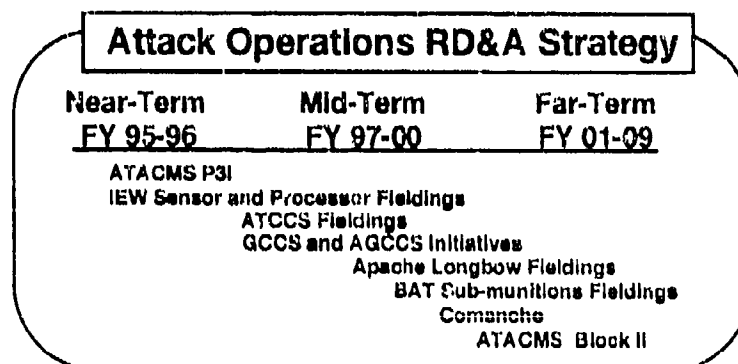 Attack Operations RD&A Strategy
Near-Term Mid-Term Far-Term
FY 95-96 FY 97-00 FY 01-09
ATACMS P3I
IEW Sensor and Processor Fieldings
ATCCS Fieldings
GCCS and AGCCS Initiatives
Apache Longbow Fieldings
BAT Sub-munitions Fieldings
Comanche
ATACMS Block II